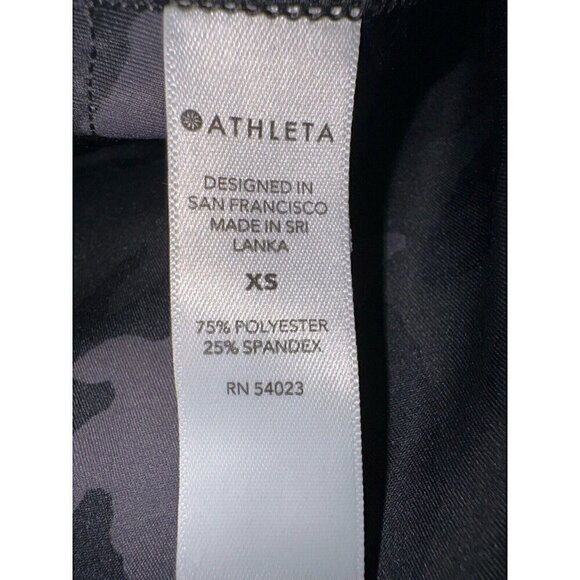 ATHLETA
DESIGNED IN
SAN FRANCISCO
MADE IN SRI
LANKA
XS
75% POLYESTER
25% SPANDEX
RN 54023